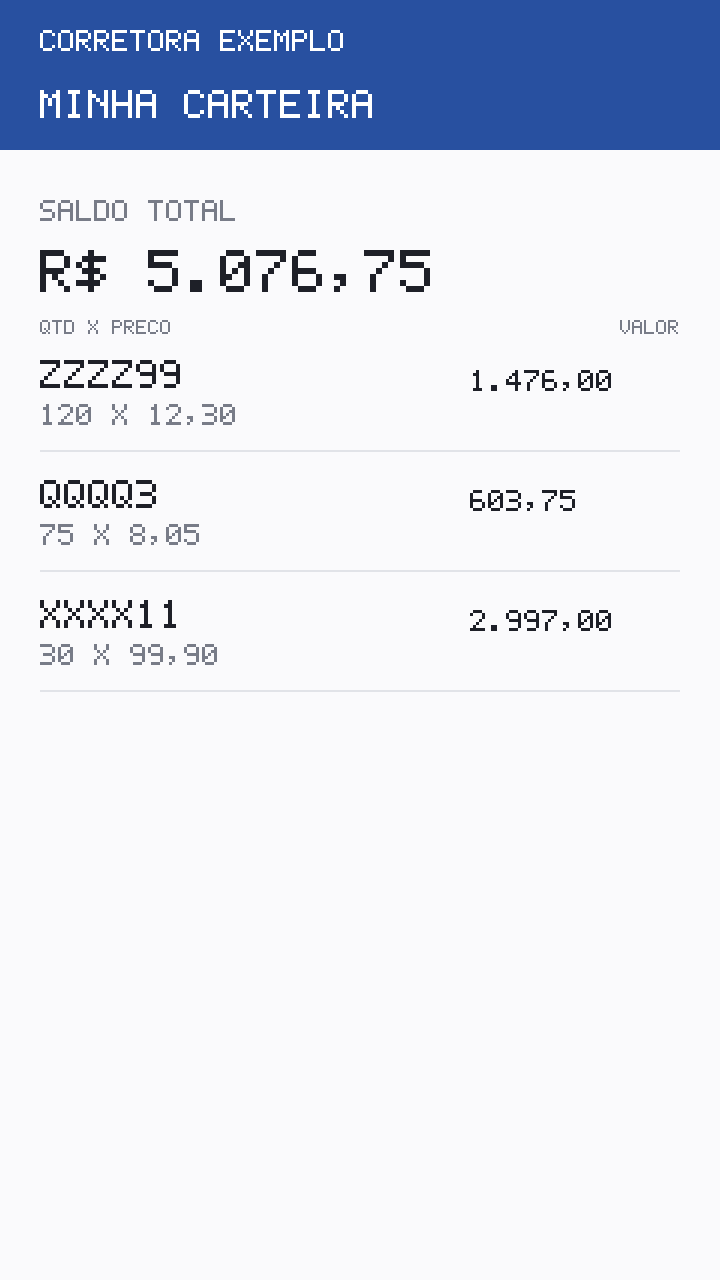 CORRETORA EXEMPLO
MINHA CARTEIRA
SALDO TOTAL
R$ 5.076,75
QTD X PRECO VALOR
ZZZZ99 1.476,00
120 X 12,30
QQQQ3 603,75
75 X 8,05
XXXX11 2.997,00
30 X 99,90